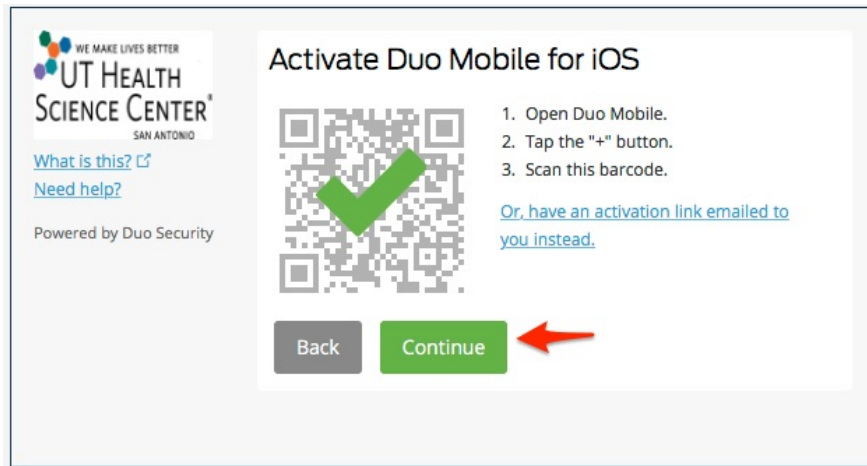 WE MAKE LIVES BETTER
UT HEALTH
SCIENCE CENTER®
SAN ANTONIO
What is this?
Need help?
Powered by Duo Security
Activate Duo Mobile for iOS
1. Open Duo Mobile.
2. Tap the "+" button.
3. Scan this barcode.
Or, have an activation link emailed to
you instead.
Back
Continue